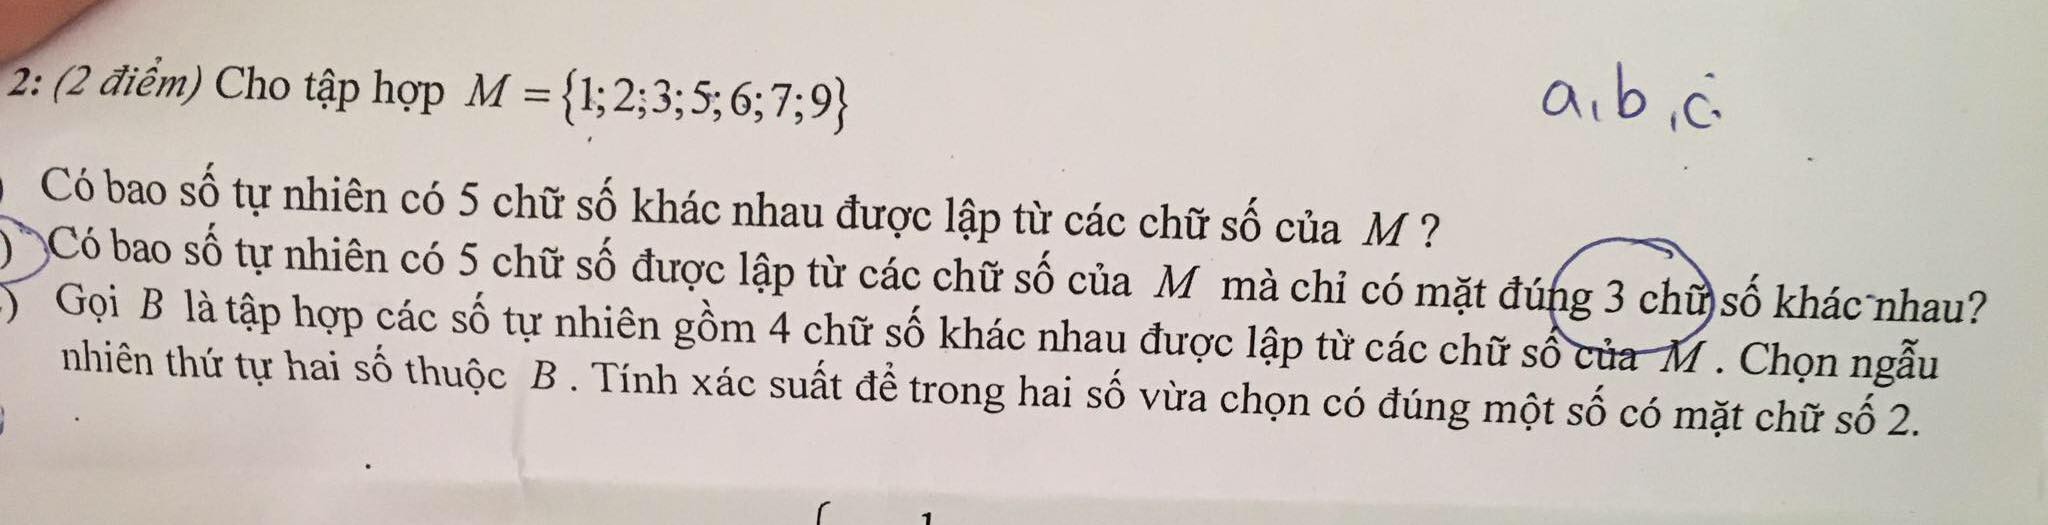 2: (2 điểm) Cho tập hợp M = {1; 2; 3; 5; 6; 7; 9}
a, b, c
) Có bao số tự nhiên có 5 chữ số khác nhau được lập từ các chữ số của M ?
) Có bao số tự nhiên có 5 chữ số được lập từ các chữ số của M mà chỉ có mặt đúng 3 chữ số khác nhau?
) Gọi B là tập hợp các số tự nhiên gồm 4 chữ số khác nhau được lập từ các chữ số của M . Chọn ngẫu
nhiên thứ tự hai số thuộc B . Tính xác suất để trong hai số vừa chọn có đúng một số có mặt chữ số 2.